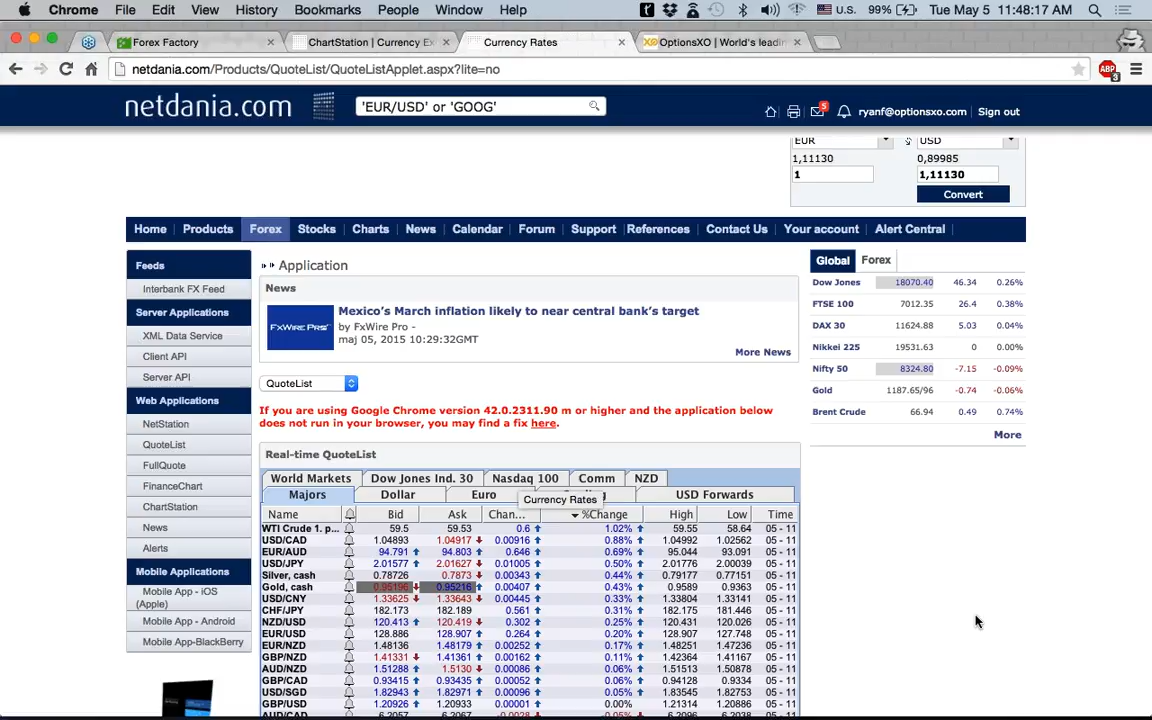 Chrome File Edit View History Bookmarks People Window Help U.S. 99% Tue May 5 11:48:17 AM
Forex Factory × ChartStation | Currency Ex × Currency Rates × OptionsXO | World's leadin ×
netdania.com/Products/QuoteList/QuoteListApplet.aspx?lite=no ABP 3
netdania.com 'EUR/USD' or 'GOOG' 5 ryanf@optionsxo.com Sign out
EUR USD
1,11130 0,89985
1 1,11130
Convert
Home Products Forex Stocks Charts News Calendar Forum Support References Contact Us Your account Alert Central
Feeds
Interbank FX Feed
Server Applications
XML Data Service
Client API
Server API
Web Applications
NetStation
QuoteList
FullQuote
FinanceChart
ChartStation
News
Alerts
Mobile Applications
Mobile App - iOS
(Apple)
Mobile App - Android
Mobile App-BlackBerry
Application
News
FxWire Pro
Mexico's March inflation likely to near central bank's target
by FxWire Pro -
maj 05, 2015 10:29:32GMT
More News
QuoteList
If you are using Google Chrome version 42.0.2311.90 m or higher and the application below
does not run in your browser, you may find a fix here.
Real-time QuoteList
World Markets Dow Jones Ind. 30 Nasdaq 100 Comm NZD
Majors Dollar Euro USD Forwards
Currency Rates
Name Bid Ask Chan... %Change High Low Time
WTI Crude 1. p... 59.5 59.53 0.6 1.02% 59.55 58.64 05 - 11
USD/CAD 1.04893 1.04917 0.00916 0.88% 1.04992 1.02562 05 - 11
EUR/AUD 94.791 94.803 0.646 0.69% 95.044 93.091 05 - 11
USD/JPY 2.01577 2.01627 0.01005 0.50% 2.01776 2.00039 05 - 11
Silver, cash 0.78726 0.7873 0.00343 0.44% 0.79177 0.77151 05 - 11
Gold, cash 0.95196 0.95216 0.00407 0.43% 0.9589 0.9363 05 - 11
USD/CNY 1.33625 1.33643 0.00445 0.33% 1.33804 1.33141 05 - 11
CHF/JPY 182.173 182.189 0.561 0.31% 182.175 181.446 05 - 11
NZD/USD 120.413 120.419 0.302 0.25% 120.431 120.026 05 - 11
EUR/USD 128.886 128.907 0.264 0.20% 128.907 127.748 05 - 11
EUR/NZD 1.48136 1.48179 0.00252 0.17% 1.48251 1.47236 05 - 11
GBP/NZD 1.41331 1.41361 0.00162 0.11% 1.42364 1.41167 05 - 11
AUD/NZD 1.51288 1.5130 0.00086 0.06% 1.51513 1.50878 05 - 11
GBP/CAD 0.93415 0.93435 0.00052 0.06% 0.94128 0.9334 05 - 11
USD/SGD 1.82943 1.82971 0.00096 0.05% 1.83545 1.82753 05 - 11
GBP/USD 1.20926 1.20933 0.00001 0.00% 1.21042 05 - 11
AUD/CAD 6.2057 6.2079 -0.0028 -0.05% 05 - 11
Global Forex
Dow Jones 18070.40 46.34 0.26%
FTSE 100 7012.35 26.4 0.38%
DAX 30 11624.88 5.03 0.04%
Nikkei 225 19531.63 0 0.00%
Nifty 50 8324.80 -7.15 -0.09%
Gold 1187.65/96 -0.74 -0.06%
Brent Crude 66.94 0.49 0.74%
More